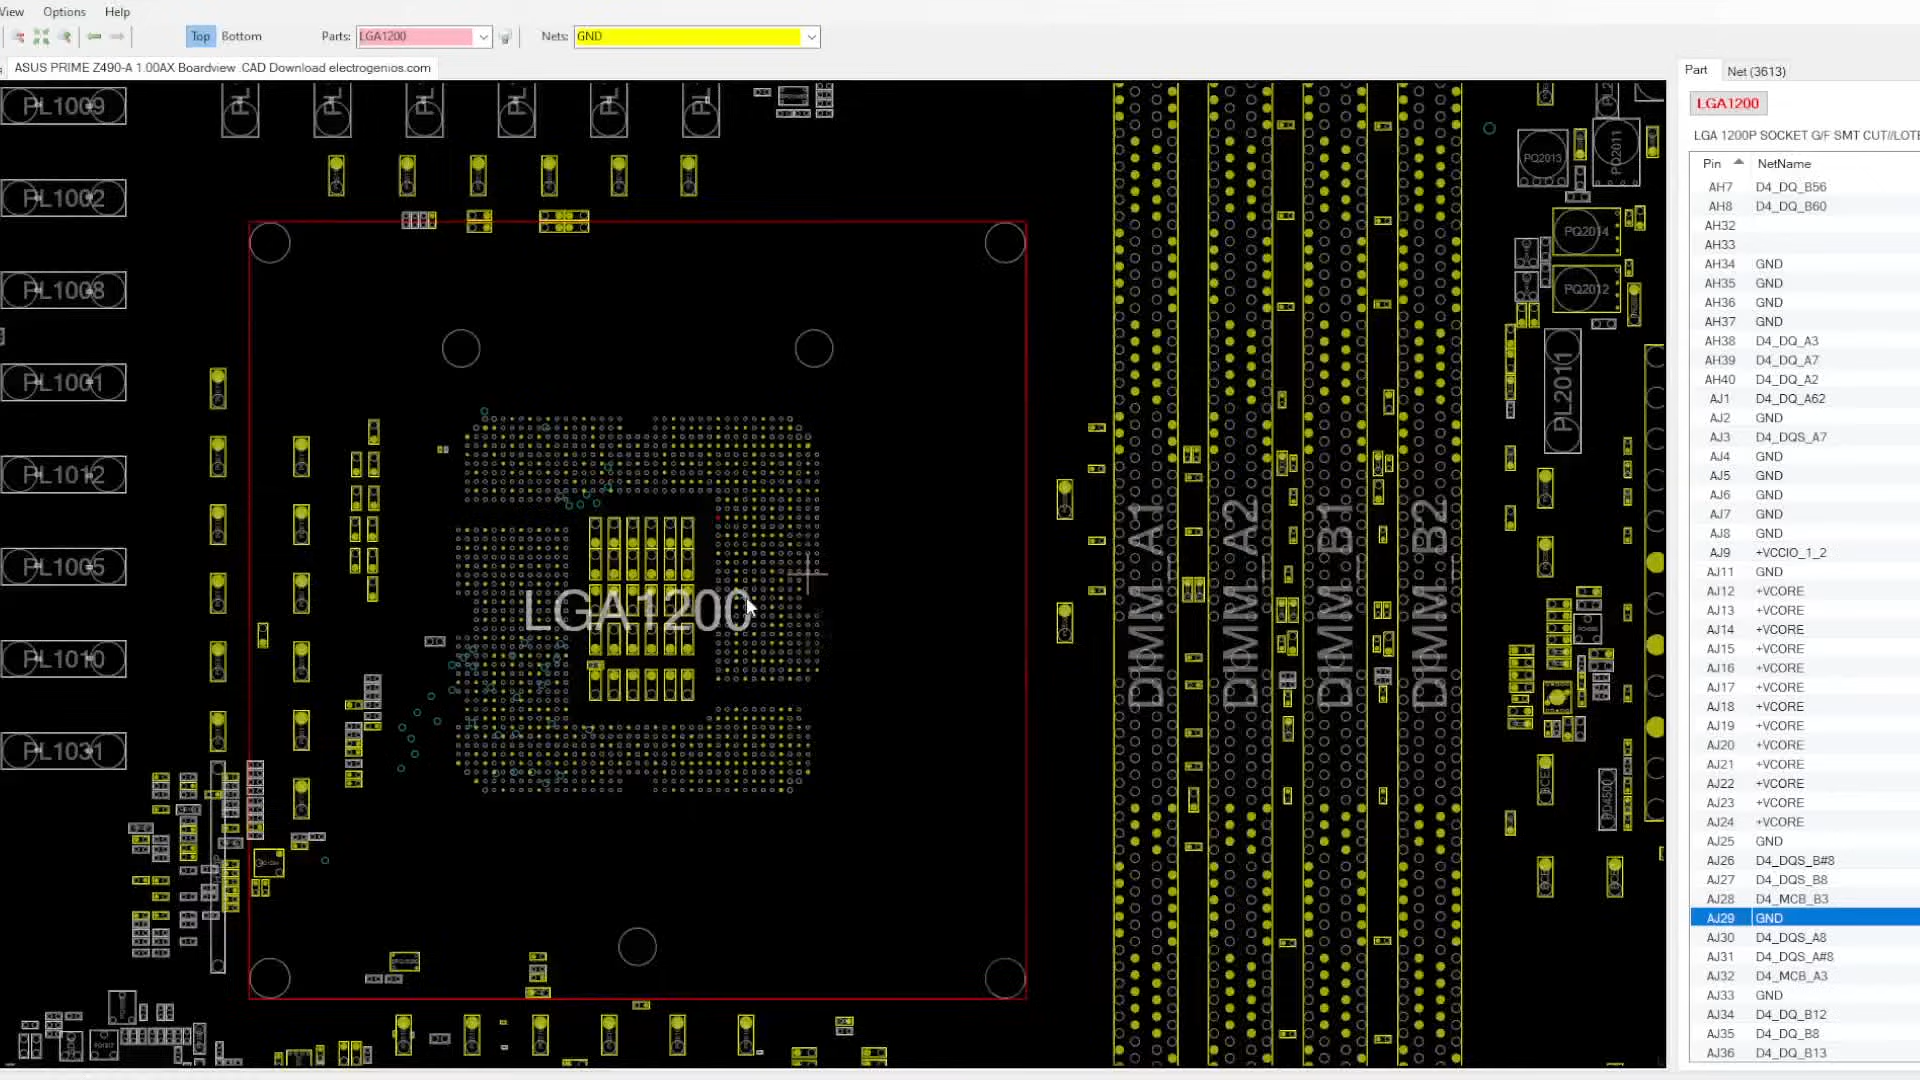 View Options Help
Top Bottom Parts: LGA1200 Nets: GND
ASUS PRIME Z490-A 1.00AX Boardview .CAD Download electrogenios.com
Part Net (3613)
LGA1200
LGA 1200P SOCKET G/F SMT CUT//LOTE
Pin NetName
AH7 D4_DQ_B56
AH8 D4_DQ_B60
AH32
AH33
AH34 GND
AH35 GND
AH36 GND
AH37 GND
AH38 D4_DQ_A3
AH39 D4_DQ_A7
AH40 D4_DQ_A2
AJ1 D4_DQ_A62
AJ2 GND
AJ3 D4_DQS_A7
AJ4 GND
AJ5 GND
AJ6 GND
AJ7 GND
AJ8 GND
AJ9 +VCCIO_1_2
AJ11 GND
AJ12 +VCORE
AJ13 +VCORE
AJ14 +VCORE
AJ15 +VCORE
AJ16 +VCORE
AJ17 +VCORE
AJ18 +VCORE
AJ19 +VCORE
AJ20 +VCORE
AJ21 +VCORE
AJ22 +VCORE
AJ23 +VCORE
AJ24 +VCORE
AJ25 GND
AJ26 D4_DQS_B#8
AJ27 D4_DQS_B8
AJ28 D4_MCB_B3
AJ29 GND
AJ30 D4_DQS_A8
AJ31 D4_DQS_A#8
AJ32 D4_MCB_A3
AJ33 GND
AJ34 D4_DQ_B12
AJ35 D4_DQ_B8
AJ36 D4_DQ_B13
PL1009
PL1002
PL1008
PL1001
PL1012
PL1005
PL1010
PL1031
LGA1200
DIMM_A1
DIMM_A2
DIMM_B1
DIMM_B2
PQ2013
PQ2011
PQ2014
PQ2012
PL2011